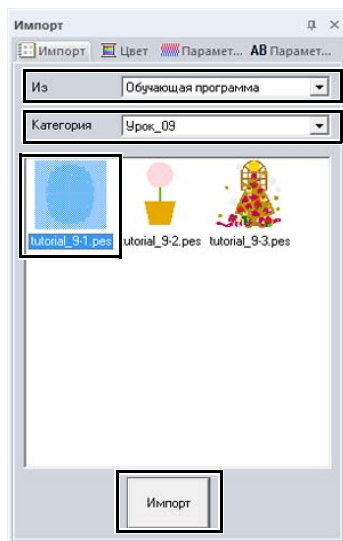 Импорт
Импорт Цвет Парамет... AB Парамет...
Из Обучающая программа
Категория Урок_09
tutorial_9-1.pes tutorial_9-2.pes tutorial_9-3.pes
Импорт